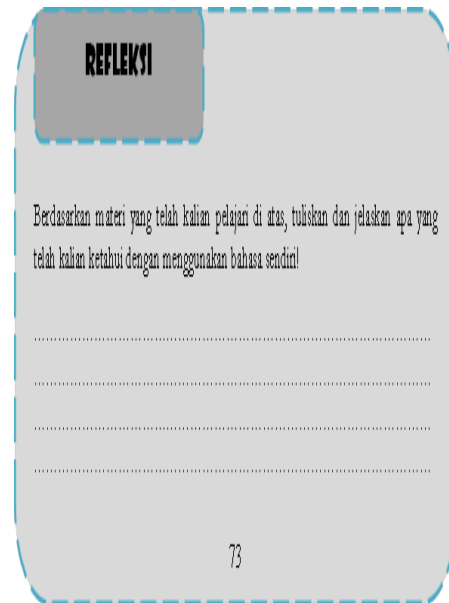 REFLEKSI
Berdasarkan materi yang telah kalian pelajari di atas, tuliskan dan jelaskan apa yang
telah kalian ketahui dengan menggunakan bahasa sendiri!
........................................................................................
........................................................................................
........................................................................................
........................................................................................
73